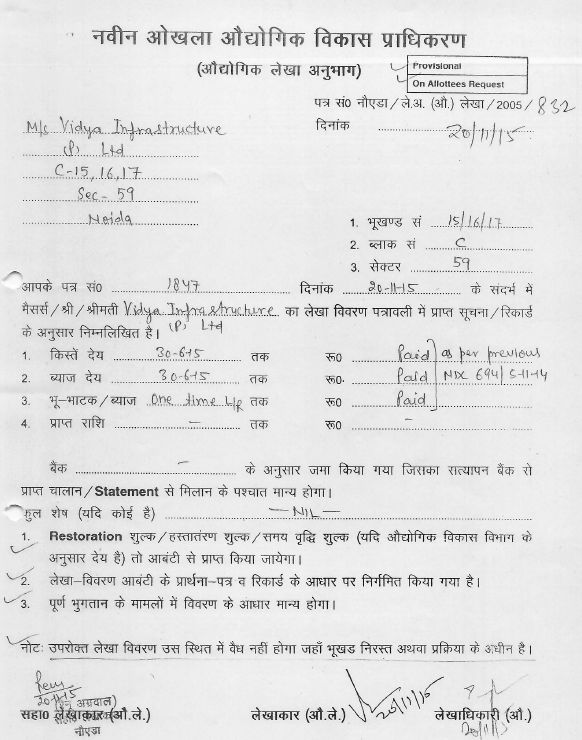 नवीन ओखला औद्योगिक विकास प्राधिकरण
(औद्योगिक लेखा अनुभाग)
Provisional
On Allottees Request
पत्र सं0 नौएडा/ले.अ. (औ.) लेखा/2005/832
दिनांक 20/11/15
M/s Vidya Infrastructure
(P) Ltd
C-15,16,17
Sec- 59
Noida
1. भूखण्ड सं 15/16/17
2. ब्लाक सं C
3. सेक्टर 59
आपके पत्र सं0 1847 दिनांक 20-11-15 के संदर्भ में
मैसर्स/श्री/श्रीमती Vidya Infrastructure (P) Ltd का लेखा विवरण पत्रावली में प्राप्त सूचना/रिकार्ड
के अनुसार निम्नलिखित है।
1. किस्तें देय 30-6-15 तक रू0 Paid as per previous
2. ब्याज देय 30-6-15 तक रू0. Paid NDC 694/5-11-14
3. भू-भाटक/ब्याज One time L/R तक रू0 Paid
4. प्राप्त राशि - तक रू0 -
बैंक - के अनुसार जमा किया गया जिसका सत्यापन बैंक से
प्राप्त चालान/Statement से मिलान के पश्चात मान्य होगा।
कुल शेष (यदि कोई है) -NIL-
1. Restoration शुल्क/हस्तातंरण शुल्क/समय वृद्धि शुल्क (यदि औद्योगिक विकास विभाग के
अनुसार देय है) तो आबंटी से प्राप्त किया जायेगा।
2. लेखा-विवरण आबंटी के प्रार्थना-पत्र व रिकार्ड के आधार पर निर्गमित किया गया है।
3. पूर्ण भुगतान के मामलों में विवरण के आधार मान्य होगा।
नोटः उपरोक्त लेखा विवरण उस स्थित में वैध नहीं होगा जहाँ भूखड निरस्त अथवा प्रक्रिया के अधीन है।
20-11-15
अग्रवाल)
सहा0 लेखाकार (औ.ले.) लेखाकार (औ.ले.) 20/11/15 लेखाधिकारी (औ.)
नौएडा 20/11/15